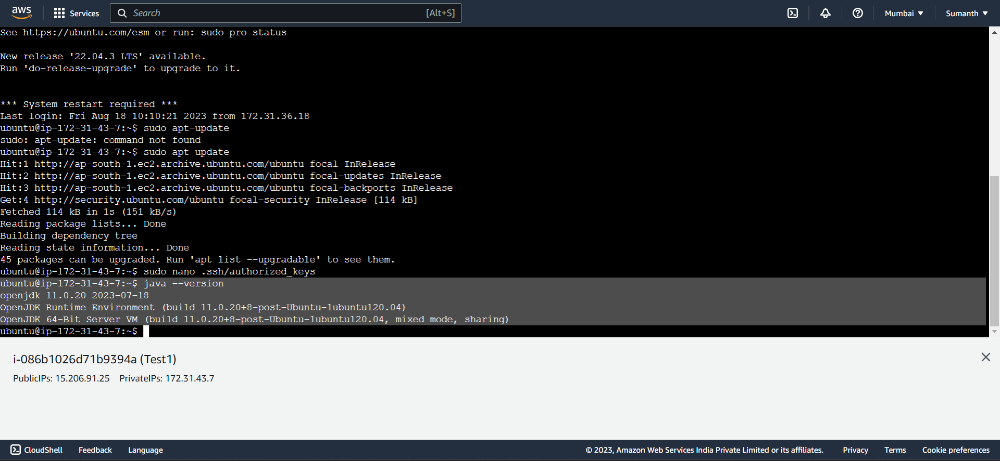 aws
Services
Search
[Alt+S]
Mumbai
Sumanth
See https://ubuntu.com/esm or run: sudo pro status
New release '22.04.3 LTS' available.
Run 'do-release-upgrade' to upgrade to it.
*** System restart required ***
Last login: Fri Aug 18 10:10:21 2023 from 172.31.36.18
ubuntu@ip-172-31-43-7:~$ sudo apt-update
sudo: apt-update: command not found
ubuntu@ip-172-31-43-7:~$ sudo apt update
Hit:1 http://ap-south-1.ec2.archive.ubuntu.com/ubuntu focal InRelease
Hit:2 http://ap-south-1.ec2.archive.ubuntu.com/ubuntu focal-updates InRelease
Hit:3 http://ap-south-1.ec2.archive.ubuntu.com/ubuntu focal-backports InRelease
Get:4 http://security.ubuntu.com/ubuntu focal-security InRelease [114 kB]
Fetched 114 kB in 1s (151 kB/s)
Reading package lists... Done
Building dependency tree
Reading state information... Done
45 packages can be upgraded. Run 'apt list --upgradable' to see them.
ubuntu@ip-172-31-43-7:~$ sudo nano .ssh/authorized_keys
ubuntu@ip-172-31-43-7:~$ java --version
openjdk 11.0.20 2023-07-18
OpenJDK Runtime Environment (build 11.0.20+8-post-Ubuntu-1ubuntu120.04)
OpenJDK 64-Bit Server VM (build 11.0.20+8-post-Ubuntu-1ubuntu120.04, mixed mode, sharing)
ubuntu@ip-172-31-43-7:~$
i-086b1026d71b9394a (Test1)
PublicIPs: 15.206.91.25 PrivateIPs: 172.31.43.7
CloudShell
Feedback
Language
© 2023, Amazon Web Services India Private Limited or its affiliates.
Privacy
Terms
Cookie preferences